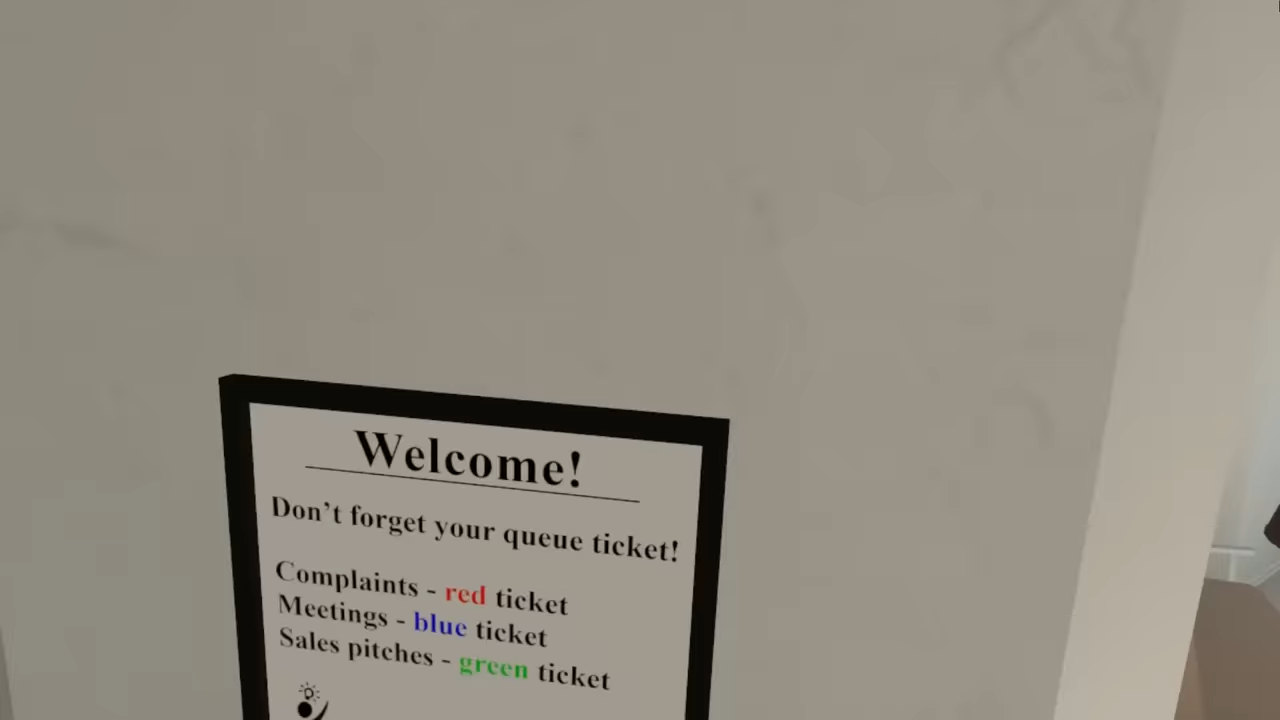 Welcome!
Don't forget your queue ticket!
Complaints - red ticket
Meetings - blue ticket
Sales pitches - green ticket